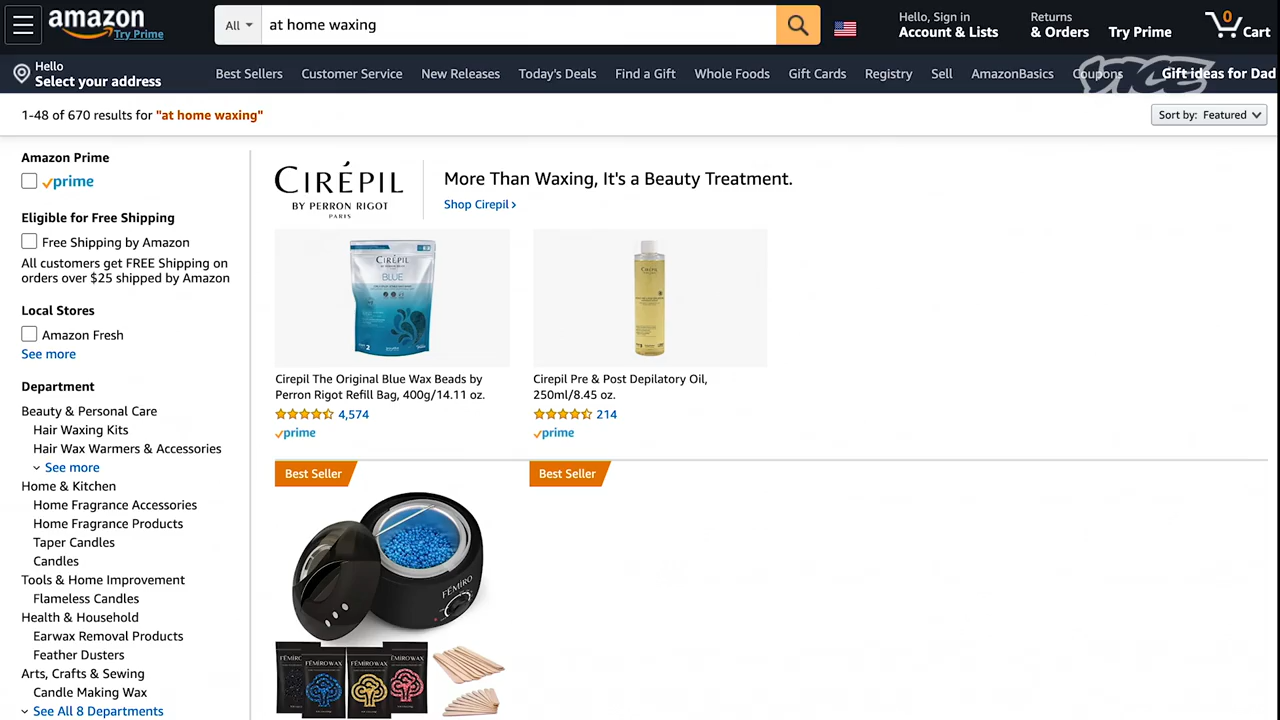 amazon
Try Prime
All
at home waxing
Hello, Sign in
Account & Lists
Returns
& Orders
Try Prime
0
Cart
Hello
Select your address
Best Sellers
Customer Service
New Releases
Today's Deals
Find a Gift
Whole Foods
Gift Cards
Registry
Sell
AmazonBasics
Coupons
VICE
Gift ideas for Dad
1-48 of 670 results for "at home waxing"
Sort by: Featured
Amazon Prime
prime
Eligible for Free Shipping
Free Shipping by Amazon
All customers get FREE Shipping on
orders over $25 shipped by Amazon
Local Stores
Amazon Fresh
See more
Department
Beauty & Personal Care
Hair Waxing Kits
Hair Wax Warmers & Accessories
See more
Home & Kitchen
Home Fragrance Accessories
Home Fragrance Products
Taper Candles
Candles
Tools & Home Improvement
Flameless Candles
Health & Household
Earwax Removal Products
Feather Dusters
Arts, Crafts & Sewing
Candle Making Wax
See All 8 Departments
CIRÉPIL
BY PERRON RIGOT
PARIS
More Than Waxing, It's a Beauty Treatment.
Shop Cirepil ›
CIRÉPIL
BLUE
CIRÉPIL
Cirepil The Original Blue Wax Beads by
Perron Rigot Refill Bag, 400g/14.11 oz.
4,574
prime
Cirepil Pre & Post Depilatory Oil,
250ml/8.45 oz.
214
prime
Best Seller
Best Seller
FÉMIRO
FÉMIROWAX
FÉMIROWAX
FÉMIROWAX